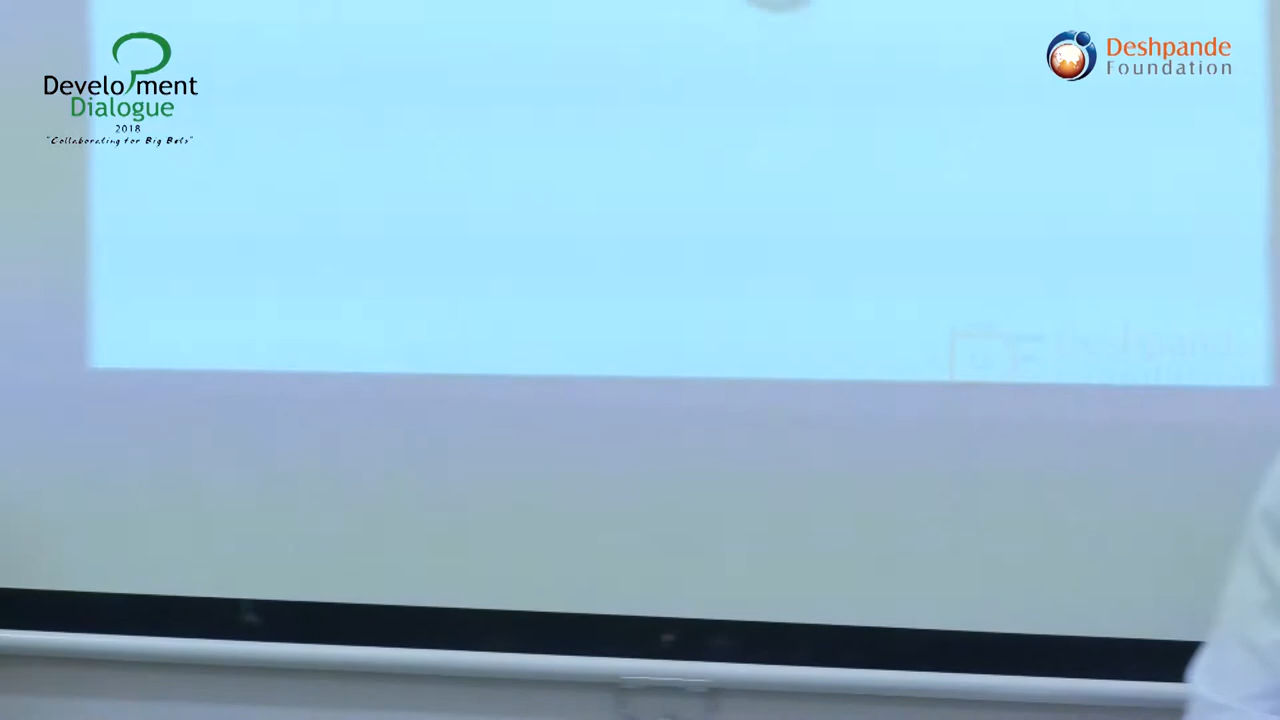 Develo?ment
Dialogue
2018
"Collaborating for Big Bets"
Deshpande
Foundation